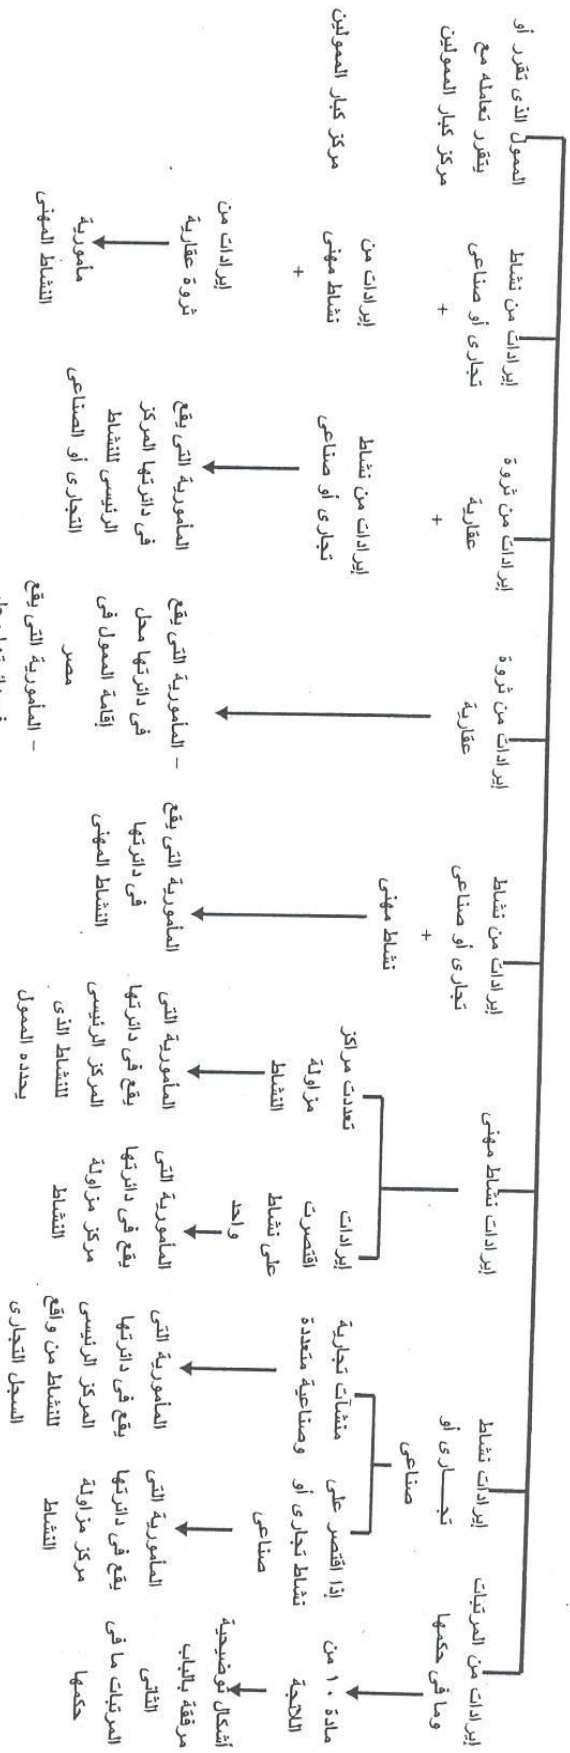 إيرادات من المرتبات
وما فى حكمها
مادة ١٠ من
اللائحة
أشكال توضيحية
مرفقة بالباب
الثانى
المرتبات ما فى
حكمها
إيرادات نشاط
تجـــارى أو
صناعى
إذا اقتصر على
نشاط تجارى أو
صناعى
المأمورية التى
يقع فى دائرتها
مركز مزاولة
النشاط
منشآت تجارية
وصناعية متعددة
المأمورية التى
يقع فى دائرتها
المركز الرئيسى
للنشاط من واقع
السجل التجارى
إيرادات نشاط مهنى
إيرادات
اقتصرت
على نشاط
واحد
المأمورية التى
يقع فى دائرتها
مركز مزاولة
النشاط
تعددت مراكز
مزاولة
النشاط
المأمورية التى
يقع فى دائرتها
المركز الرئيسى
للنشاط الذى
يحدده الممول
إيرادات من نشاط
تجارى أو صناعى
+
نشاط مهنى
المأمورية التى يقع
فى دائرتها
النشاط المهنى
إيرادات من ثروة
عقارية
– المأمورية التى يقع
فى دائرتها محل
إقامة الممول فى
مصر
– المأمورية التى يقع
إيرادات من ثروة
عقارية
+
إيرادات من نشاط
تجارى أو صناعى
المأمورية التى يقع
فى دائرتها المركز
الرئيسى للنشاط
التجارى أو الصناعى
إيرادات من نشاط
تجارى أو صناعى
+
إيرادات من
نشاط مهنى
+
إيرادات من
ثروة عقارية
مأمورية
النشاط المهنى
الممول الذى تقرر أو
يتقرر تعامله مع
مركز كبار الممولين
مركز كبار الممولين